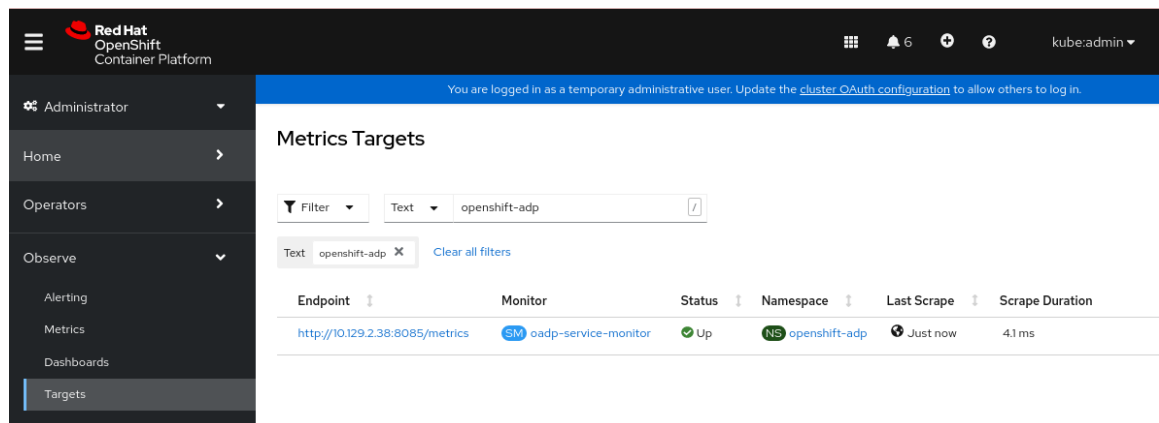 Red Hat
OpenShift
Container Platform
6
kube:admin
You are logged in as a temporary administrative user. Update the cluster OAuth configuration to allow others to log in.
Administrator
Home
Operators
Observe
Alerting
Metrics
Dashboards
Targets
Metrics Targets
Filter Text openshift-adp /
Text openshift-adp Clear all filters
Endpoint Monitor Status Namespace Last Scrape Scrape Duration
http://10.129.2.38:8085/metrics SM oadp-service-monitor Up NS openshift-adp Just now 4.1 ms